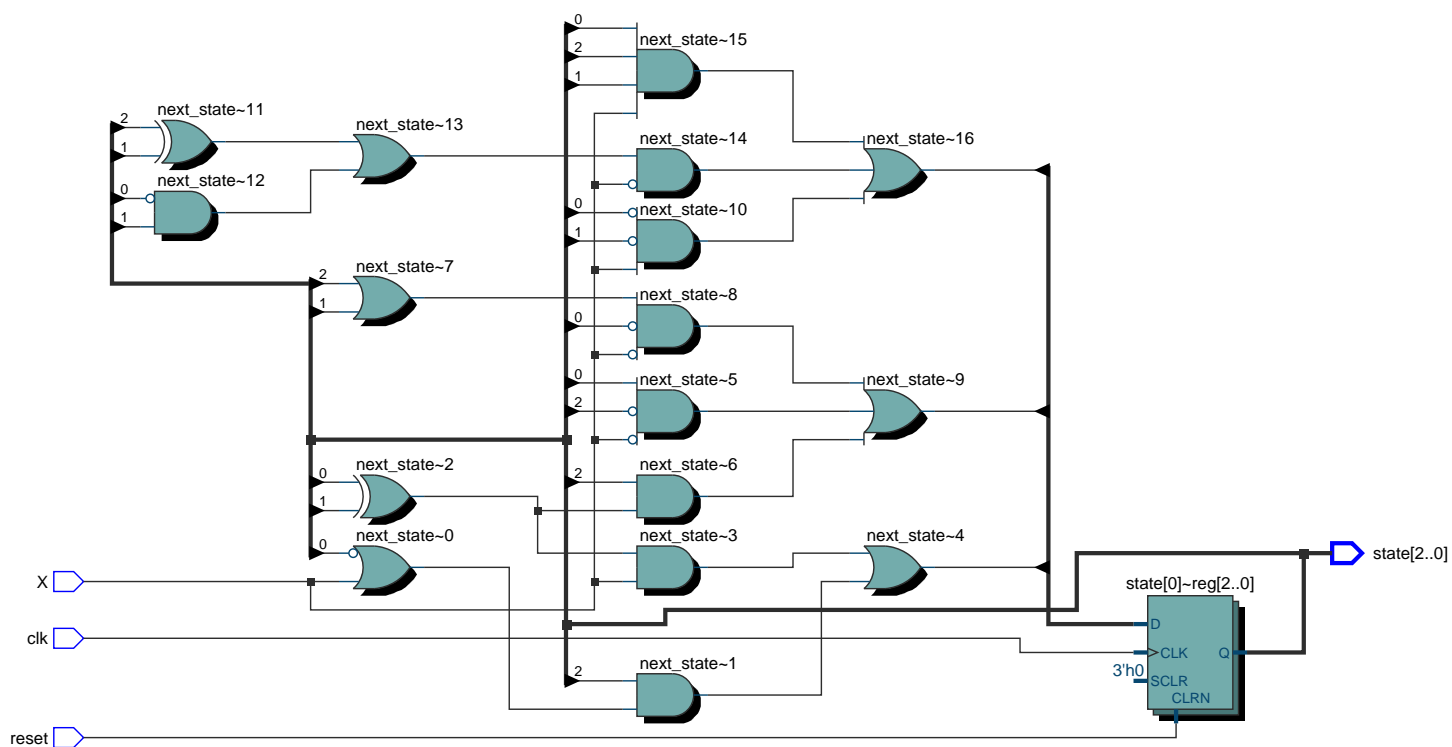 0
next_state~15
2
1
next_state~11
2
1
next_state~13
next_state~14
next_state~16
next_state~12
0
1
next_state~10
0
1
next_state~7
2
1
next_state~8
0
next_state~5
0
2
next_state~9
next_state~2
0
1
next_state~6
2
next_state~0
0
next_state~3
next_state~4
state[2..0]
X
state[0]~reg[2..0]
D
clk
CLK
Q
next_state~1
2
3'h0
SCLR
CLRN
reset